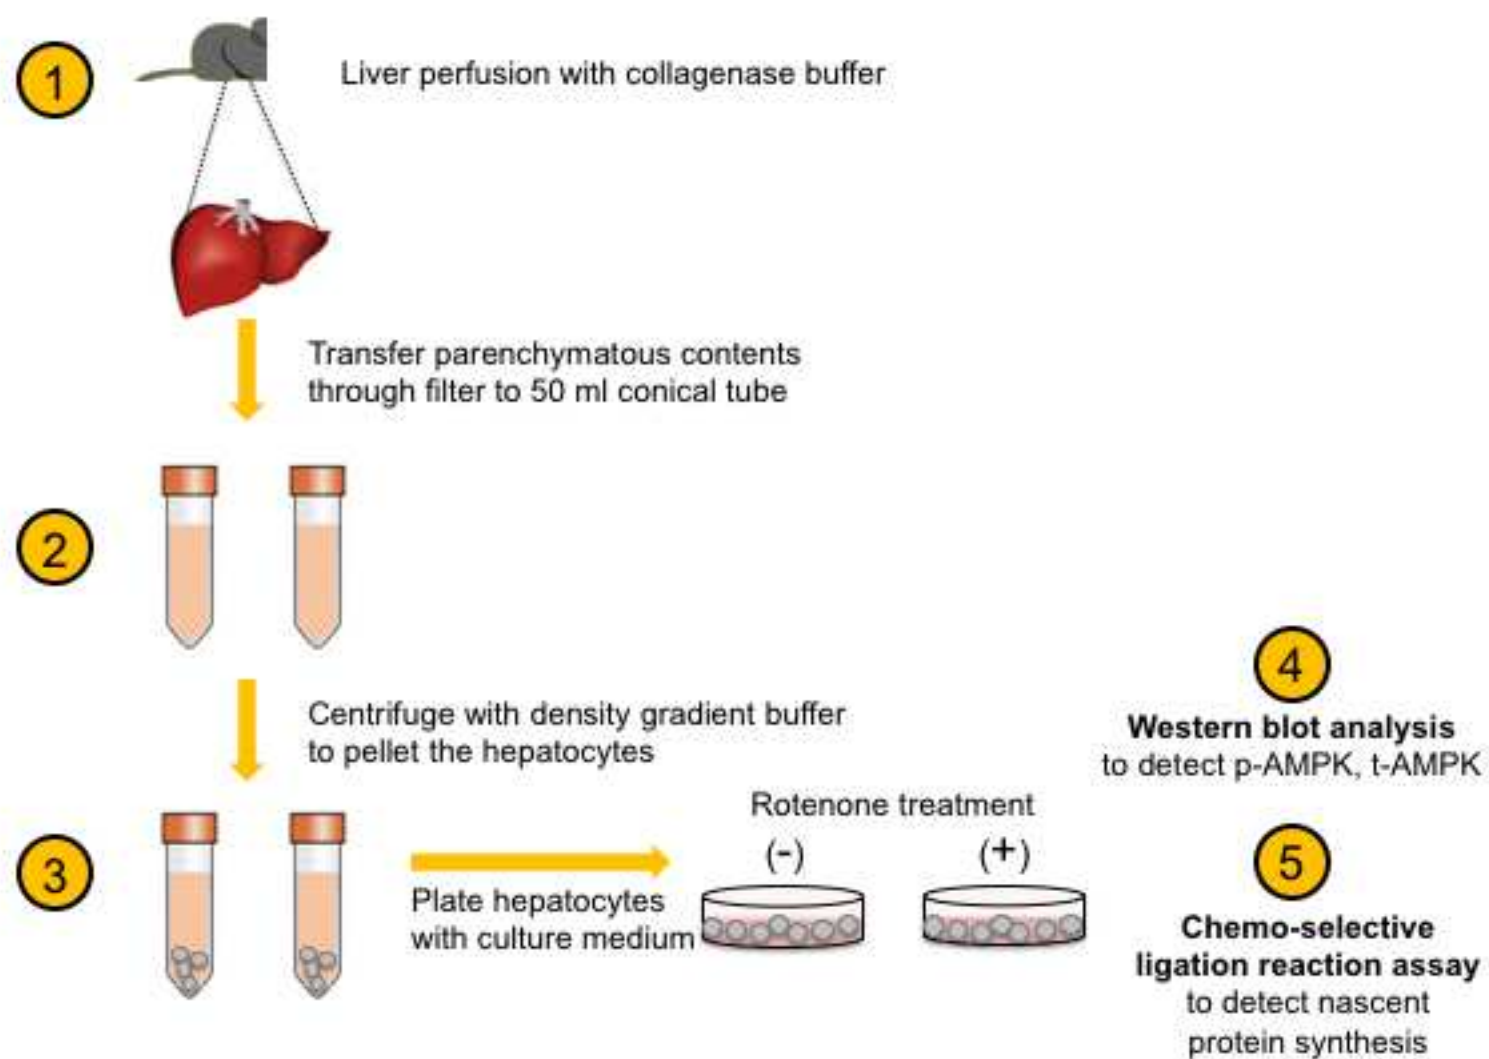 1
Liver perfusion with collagenase buffer
Transfer parenchymatous contents
through filter to 50 ml conical tube
2
Centrifuge with density gradient buffer
to pellet the hepatocytes
3
Plate hepatocytes
with culture medium
Rotenone treatment
(-) (+)
4
Western blot analysis
to detect p-AMPK, t-AMPK
5
Chemo-selective
ligation reaction assay
to detect nascent
protein synthesis